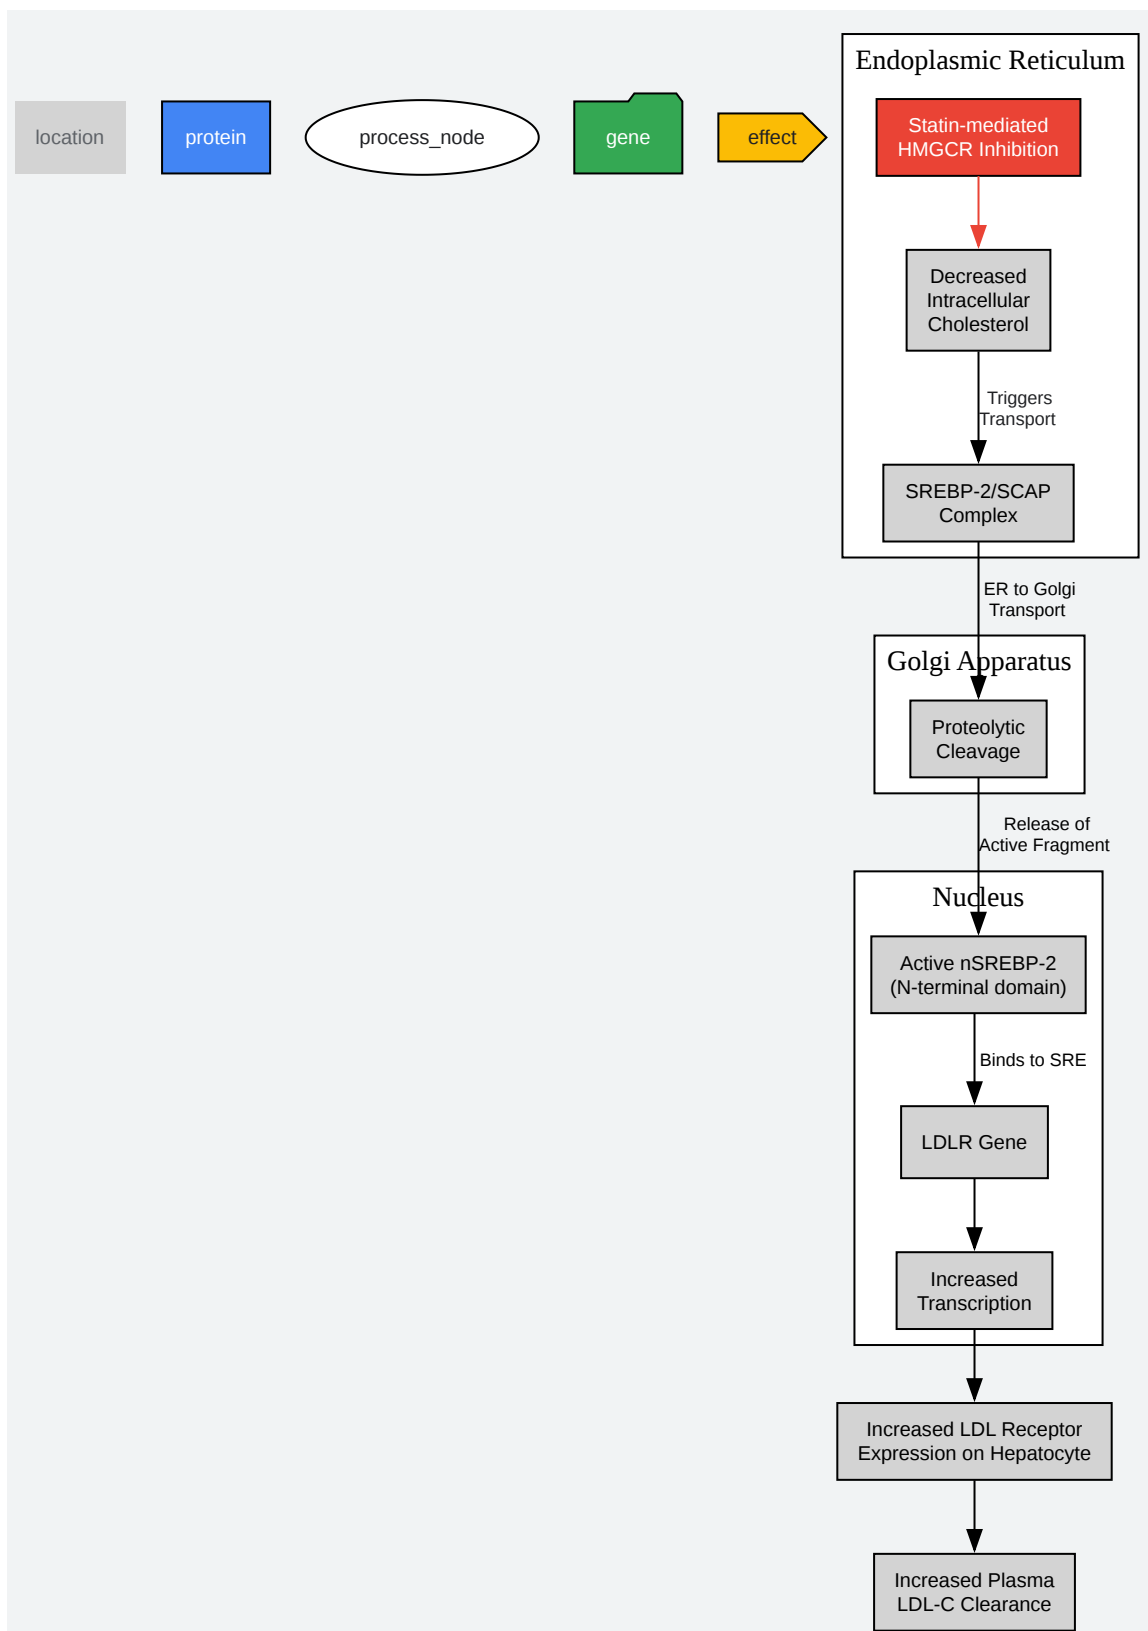 location
protein
process_node
gene
effect
Endoplasmic Reticulum
Statin-mediated
HMGCR Inhibition
Decreased
Intracellular
Cholesterol
Triggers
Transport
SREBP-2/SCAP
Complex
ER to Golgi
Transport
Golgi Apparatus
Proteolytic
Cleavage
Release of
Active Fragment
Nucleus
Active nSREBP-2
(N-terminal domain)
Binds to SRE
LDLR Gene
Increased
Transcription
Increased LDL Receptor
Expression on Hepatocyte
Increased Plasma
LDL-C Clearance